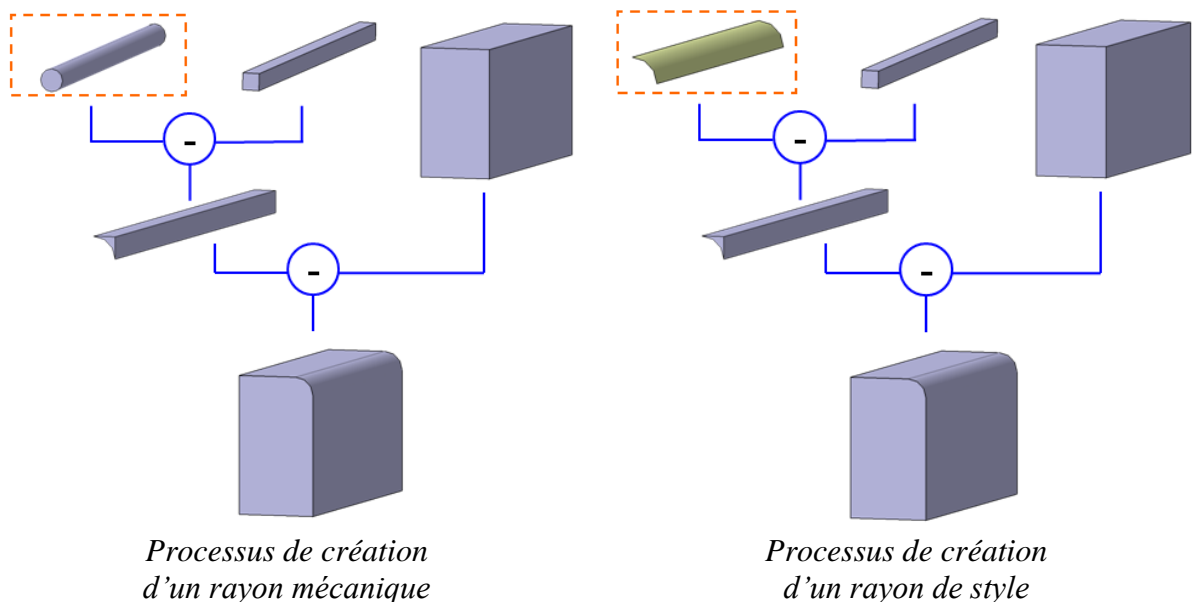 -
-
-
-
Processus de création
d'un rayon mécanique
Processus de création
d'un rayon de style